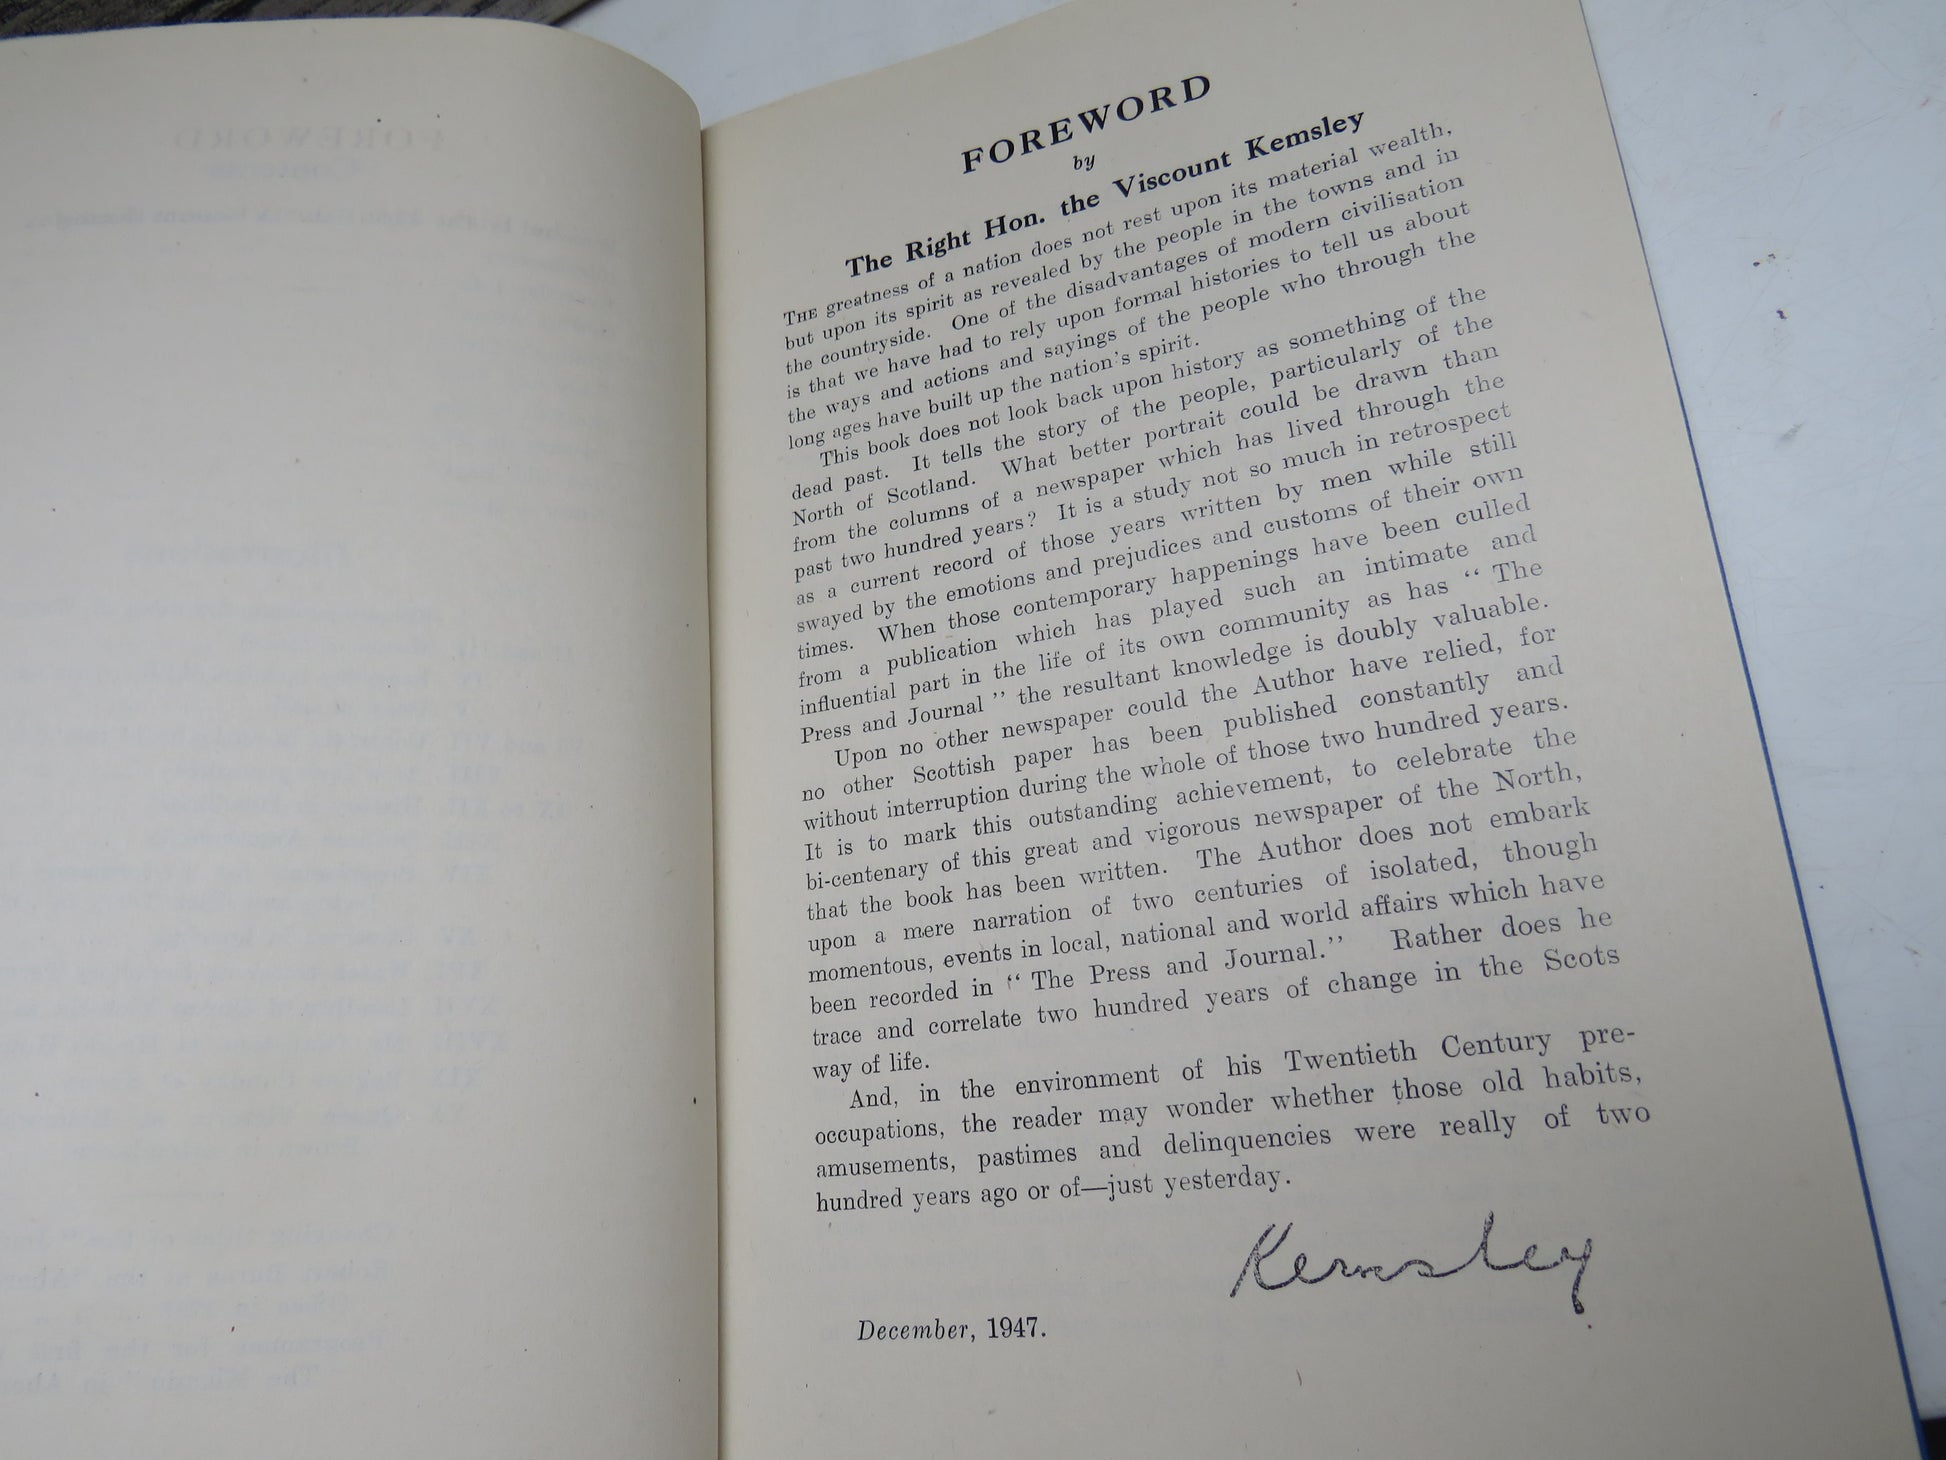 FOREWORD
by
The Right Hon. the Viscount Kemsley
THE greatness of a nation does not rest upon its material wealth,
but upon its spirit as revealed by the people in the towns and in
the countryside. One of the disadvantages of modern civilisation
is that we have had to rely upon formal histories to tell us about
the ways and actions and sayings of the people who through the
long ages have built up the nation's spirit.
This book does not look back upon history as something of the
dead past. It tells the story of the people, particularly of the
North of Scotland. What better portrait could be drawn than
from the columns of a newspaper which has lived through the
past two hundred years? It is a study not so much in retrospect
as a current record of those years written by men while still
swayed by the emotions and prejudices and customs of their own
times. When those contemporary happenings have been culled
from a publication which has played such an intimate and
influential part in the life of its own community as has “ The
Press and Journal ” the resultant knowledge is doubly valuable.
Upon no other newspaper could the Author have relied, for
no other Scottish paper has been published constantly and
without interruption during the whole of those two hundred years.
It is to mark this outstanding achievement, to celebrate the
bi-centenary of this great and vigorous newspaper of the North,
that the book has been written. The Author does not embark
upon a mere narration of two centuries of isolated, though
momentous, events in local, national and world affairs which have
been recorded in “ The Press and Journal.” Rather does he
trace and correlate two hundred years of change in the Scots
way of life.
And, in the environment of his Twentieth Century pre-
occupations, the reader may wonder whether those old habits,
amusements, pastimes and delinquencies were really of two
hundred years ago or of—just yesterday.
Kemsley
December, 1947.